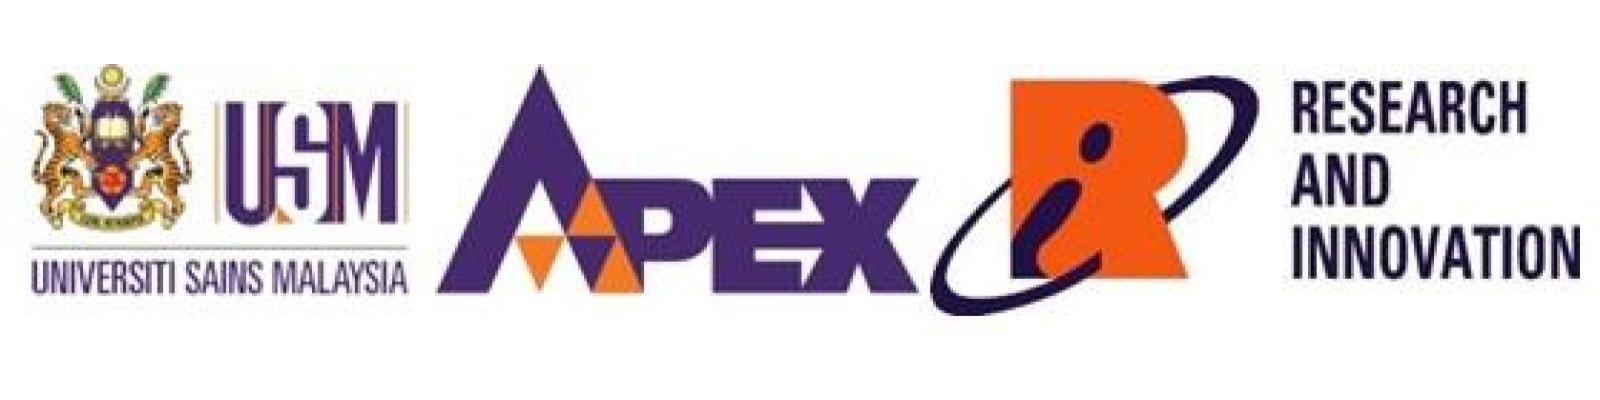 USM
UNIVERSITI SAINS MALAYSIA
APEX
iR
RESEARCH
AND
INNOVATION